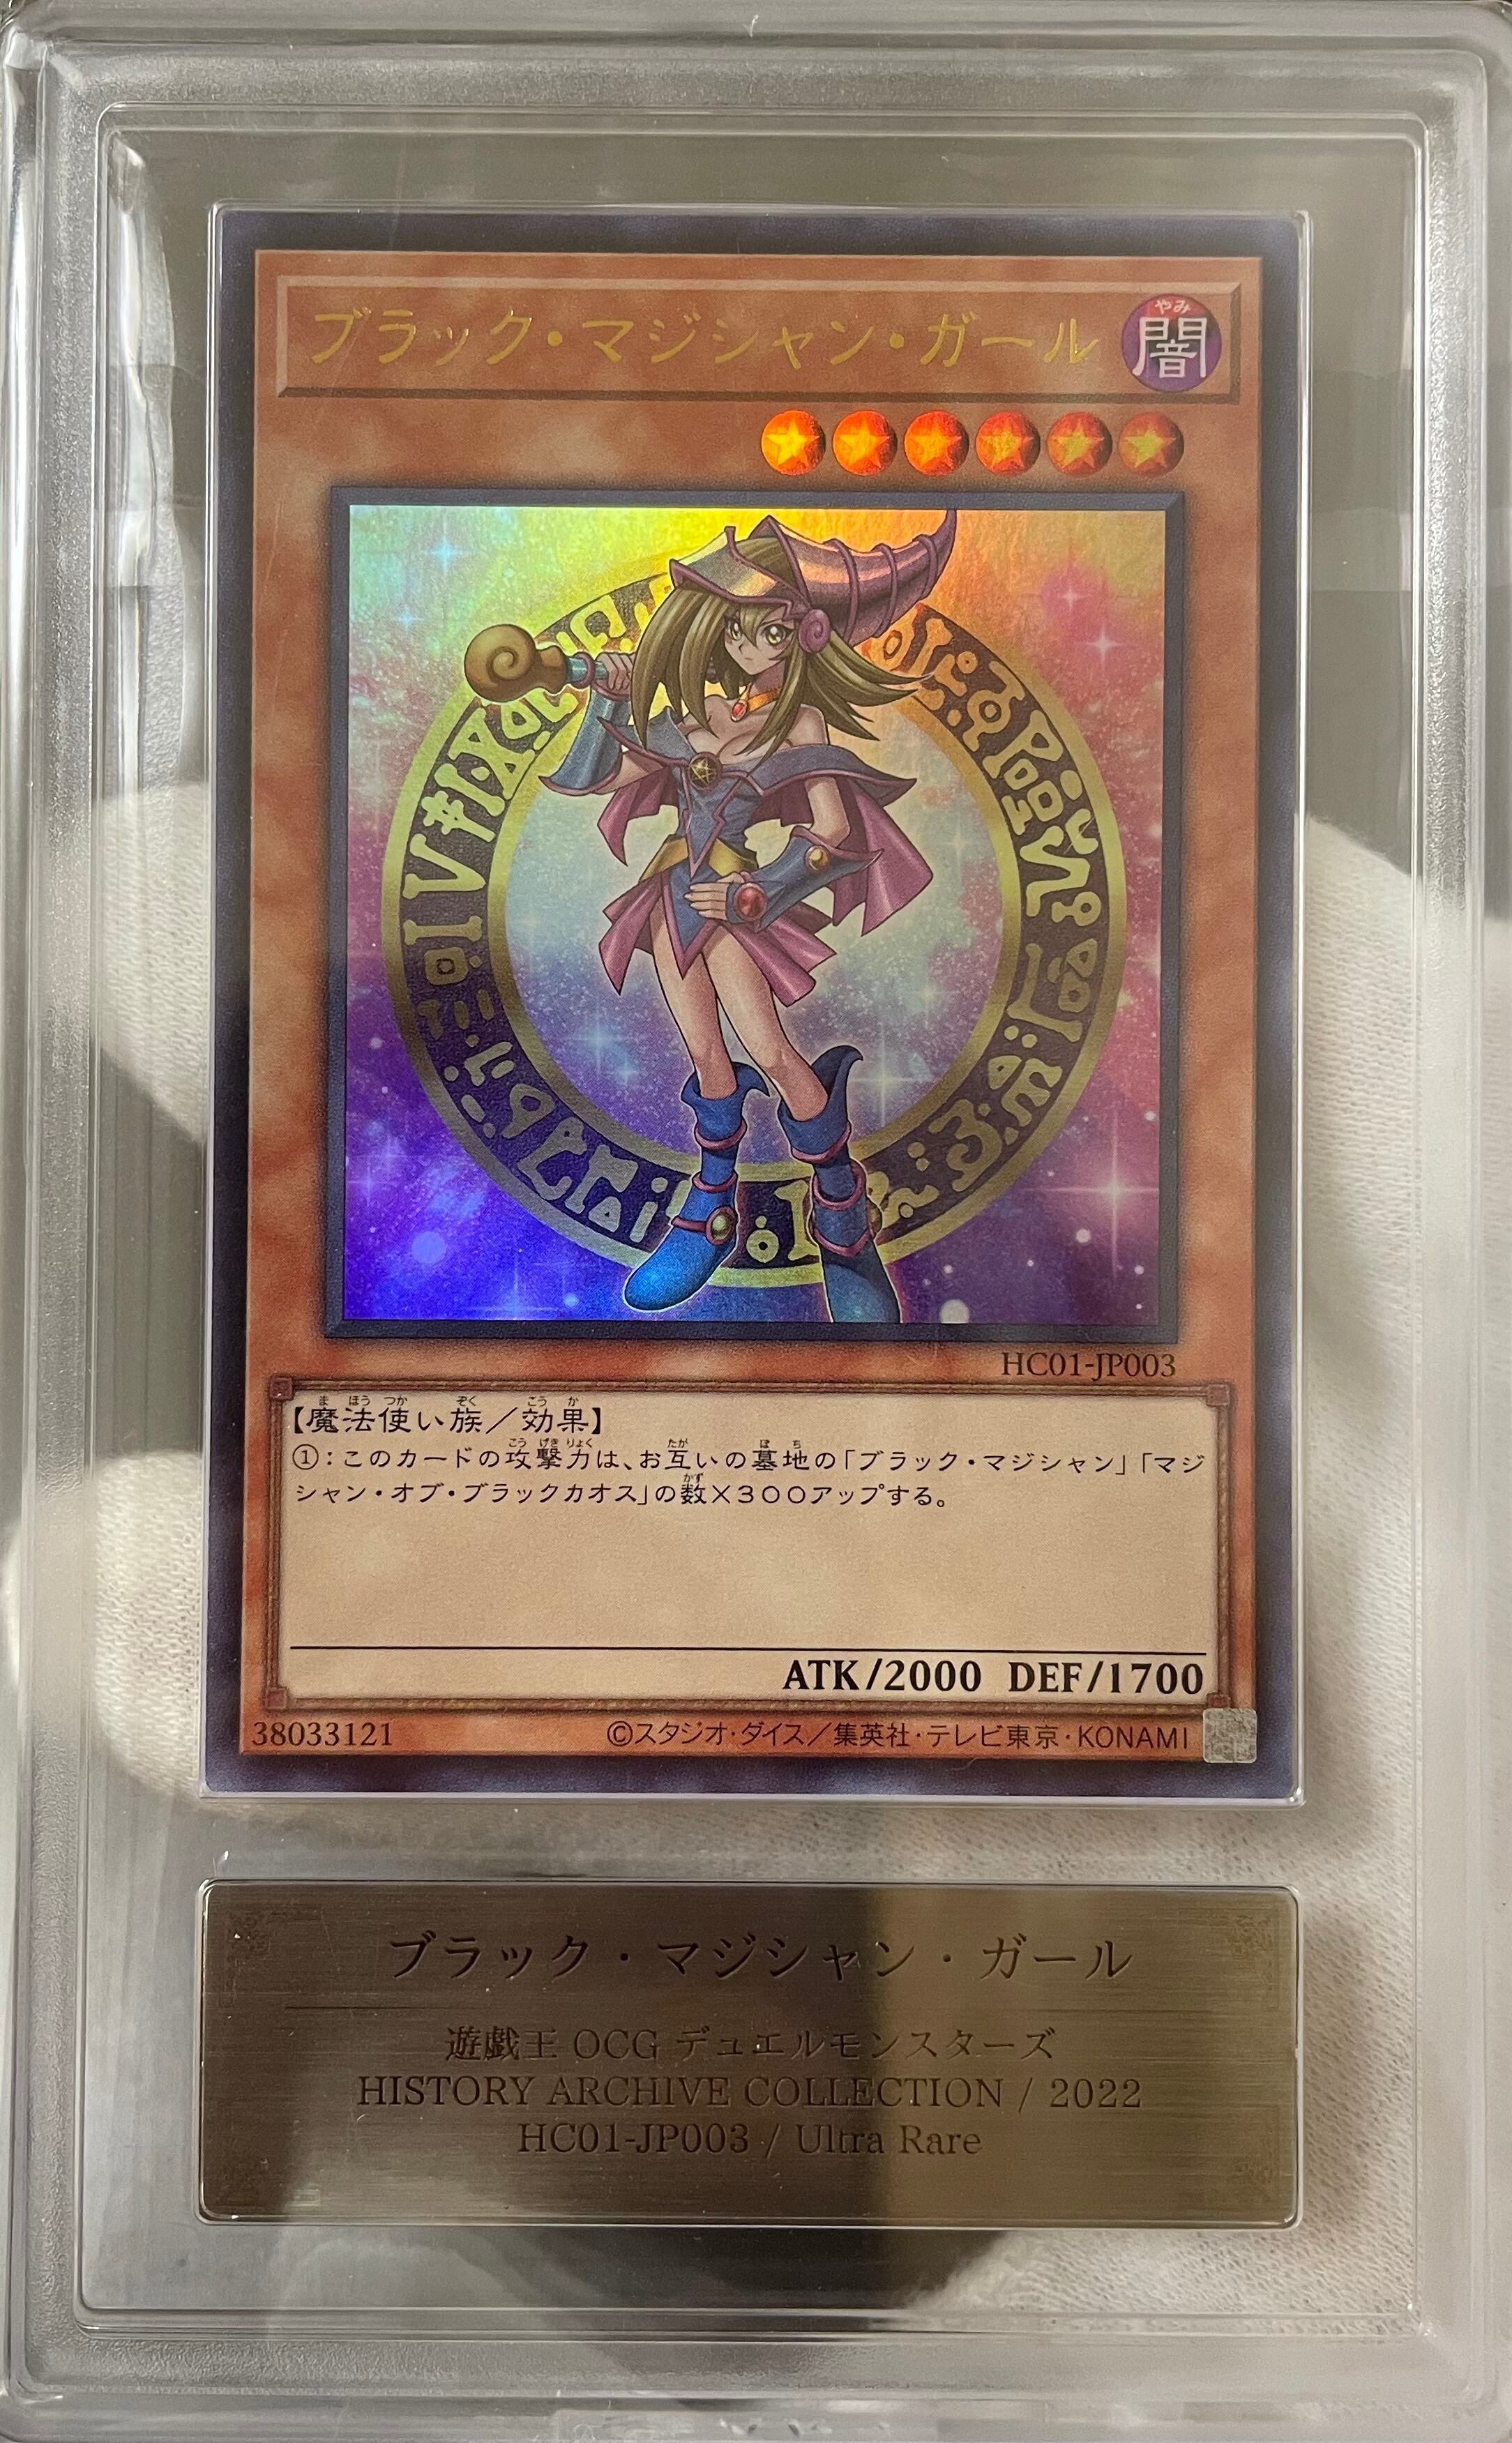 ブラック・マジシャン・ガール
やみ
闇
HC01-JP003
【魔法使い族／効果】
①：このカードの攻撃力は、お互いの墓地の「ブラック・マジシャン」「マジ
シャン・オブ・ブラックカオス」の数×３００アップする。
ATK/2000 DEF/1700
38033121 ©スタジオ・ダイス／集英社・テレビ東京・KONAMI
ブラック・マジシャン・ガール
遊戯王 OCG デュエルモンスターズ
HISTORY ARCHIVE COLLECTION / 2022
HC01-JP003 / Ultra Rare